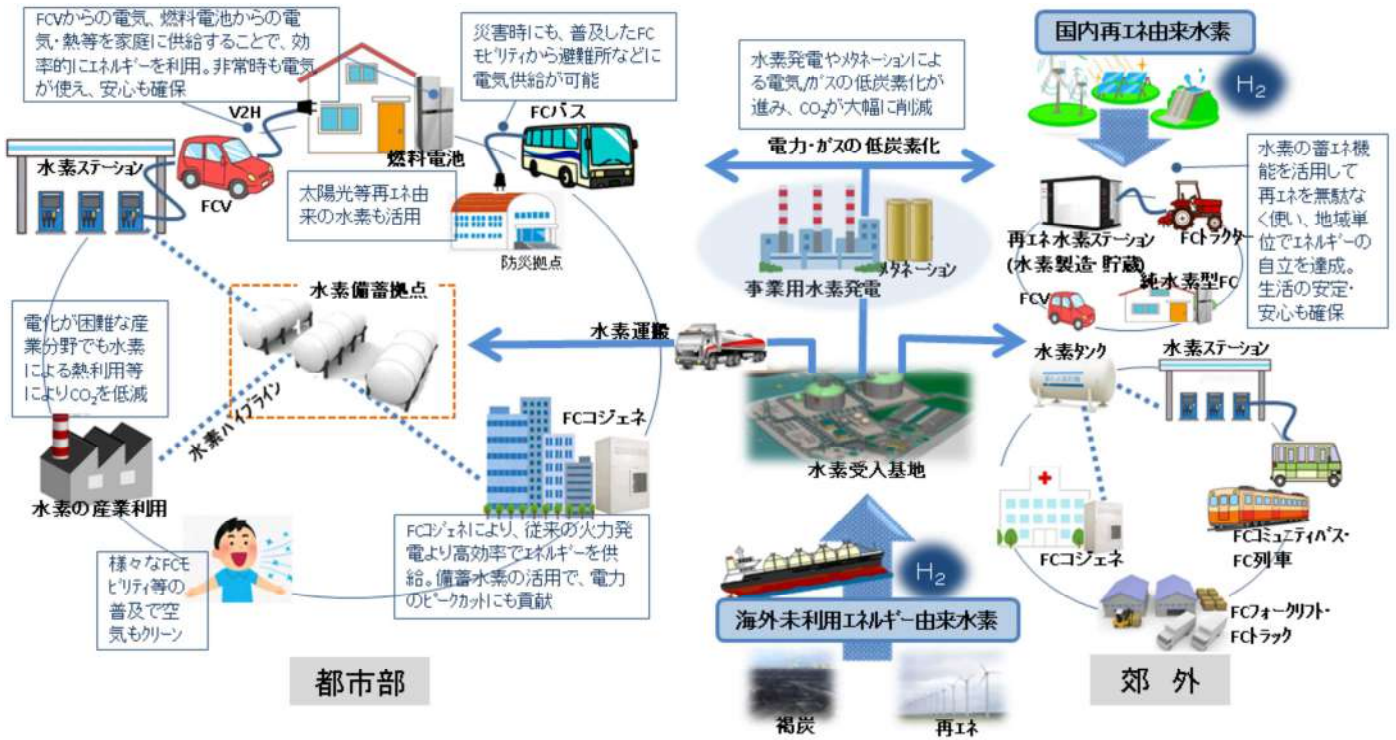 FCVからの電気、燃料電池からの電
気・熱等を家庭に供給することで、効
率的にエネルギーを利用。非常時も電気
が使え、安心も確保
V2H
水素ステーション
FCV
燃料電池
太陽光等再エネ由
来の水素も活用
災害時にも、普及したFC
モビリティから避難所などに
電気供給が可能
FCバス
防災拠点
水素備蓄拠点
電化が困難な産
業分野でも水素
による熱利用等
によりCO₂を低減
水素パイプライン
水素の産業利用
FCコジェネ
様々なFCモ
ビリティ等の
普及で空
気もクリーン
FCコジェネにより、従来の火力発
電より高効率でエネルギーを供
給。備蓄水素の活用で、電力
のピークカットにも貢献
都市部
水素発電やメタネーションによ
る電気/ガスの低炭素化が
進み、CO₂が大幅に削減
電力・ガスの低炭素化
メタネーション
事業用水素発電
水素運搬
水素受入基地
H₂
海外未利用エネルギー由来水素
褐炭
再エネ
国内再エネ由来水素
H₂
水素の蓄エネ機
能を活用して
再エネを無駄な
く使い、地域単
位でエネルギーの
自立を達成。
生活の安定・
安心も確保
再エネ水素ステーション
(水素製造・貯蔵)
FCトラクター
純水素型FC
FCV
水素タンク
水素ステーション
FCコジェネ
FCコミュニティバス・
FC列車
FCフォークリフト・
FCトラック
郊 外